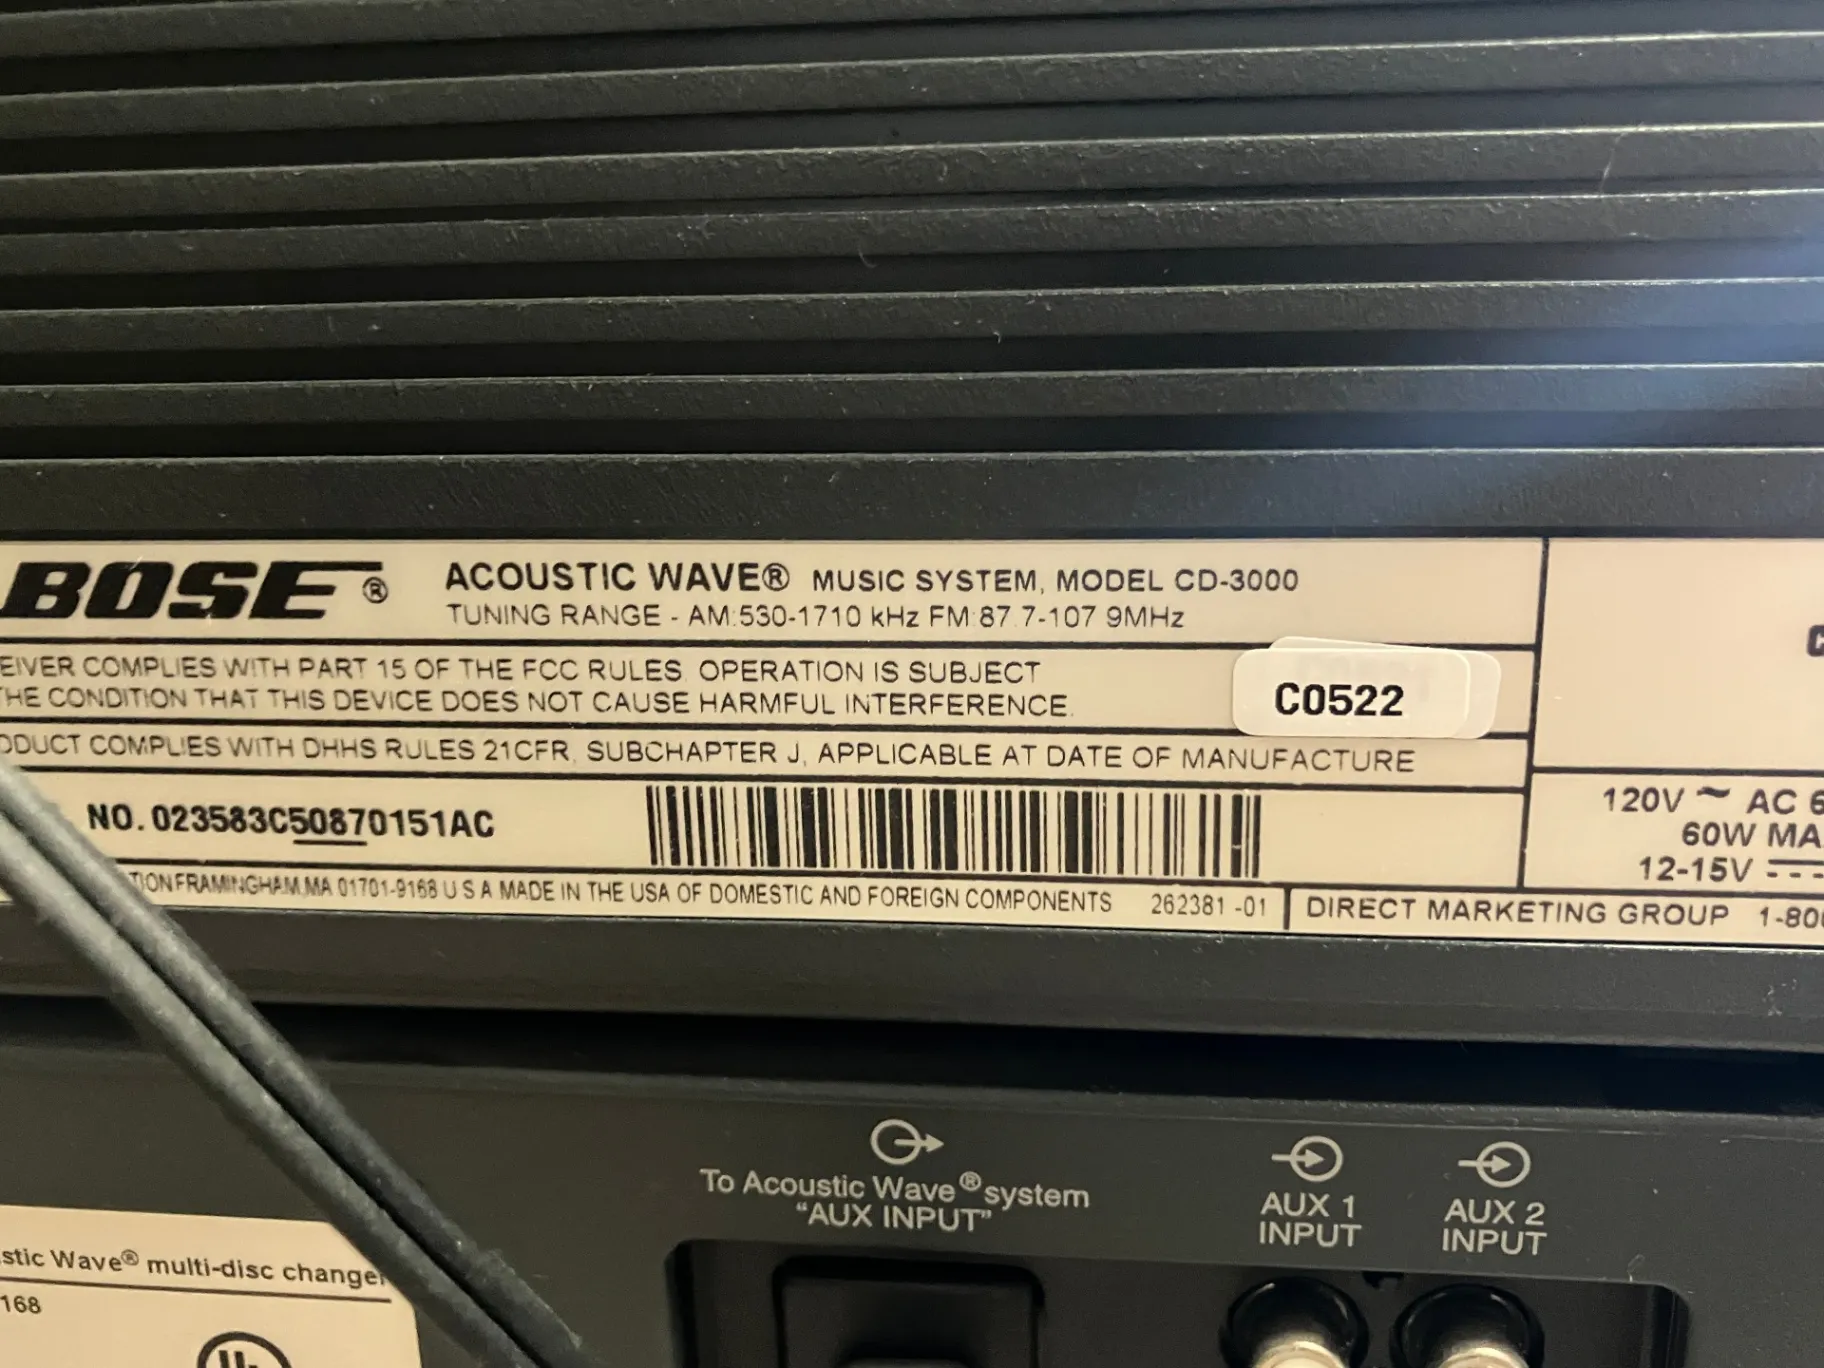 BOSE®
ACOUSTIC WAVE® MUSIC SYSTEM, MODEL CD-3000
TUNING RANGE - AM:530-1710 kHz FM:87.7-107.9MHz
EIVER COMPLIES WITH PART 15 OF THE FCC RULES. OPERATION IS SUBJECT
THE CONDITION THAT THIS DEVICE DOES NOT CAUSE HARMFUL INTERFERENCE.
C0522
ODUCT COMPLIES WITH DHHS RULES 21CFR, SUBCHAPTER J, APPLICABLE AT DATE OF MANUFACTURE
NO. 023583C50870151AC
120V ~ AC 6
60W MA
12-15V
TION FRAMINGHAM, MA 01701-9168 U S A MADE IN THE USA OF DOMESTIC AND FOREIGN COMPONENTS 262381 -01
DIRECT MARKETING GROUP 1-800
To Acoustic Wave® system
"AUX INPUT"
AUX 1
INPUT
AUX 2
INPUT
stic Wave® multi-disc changer
168
UL